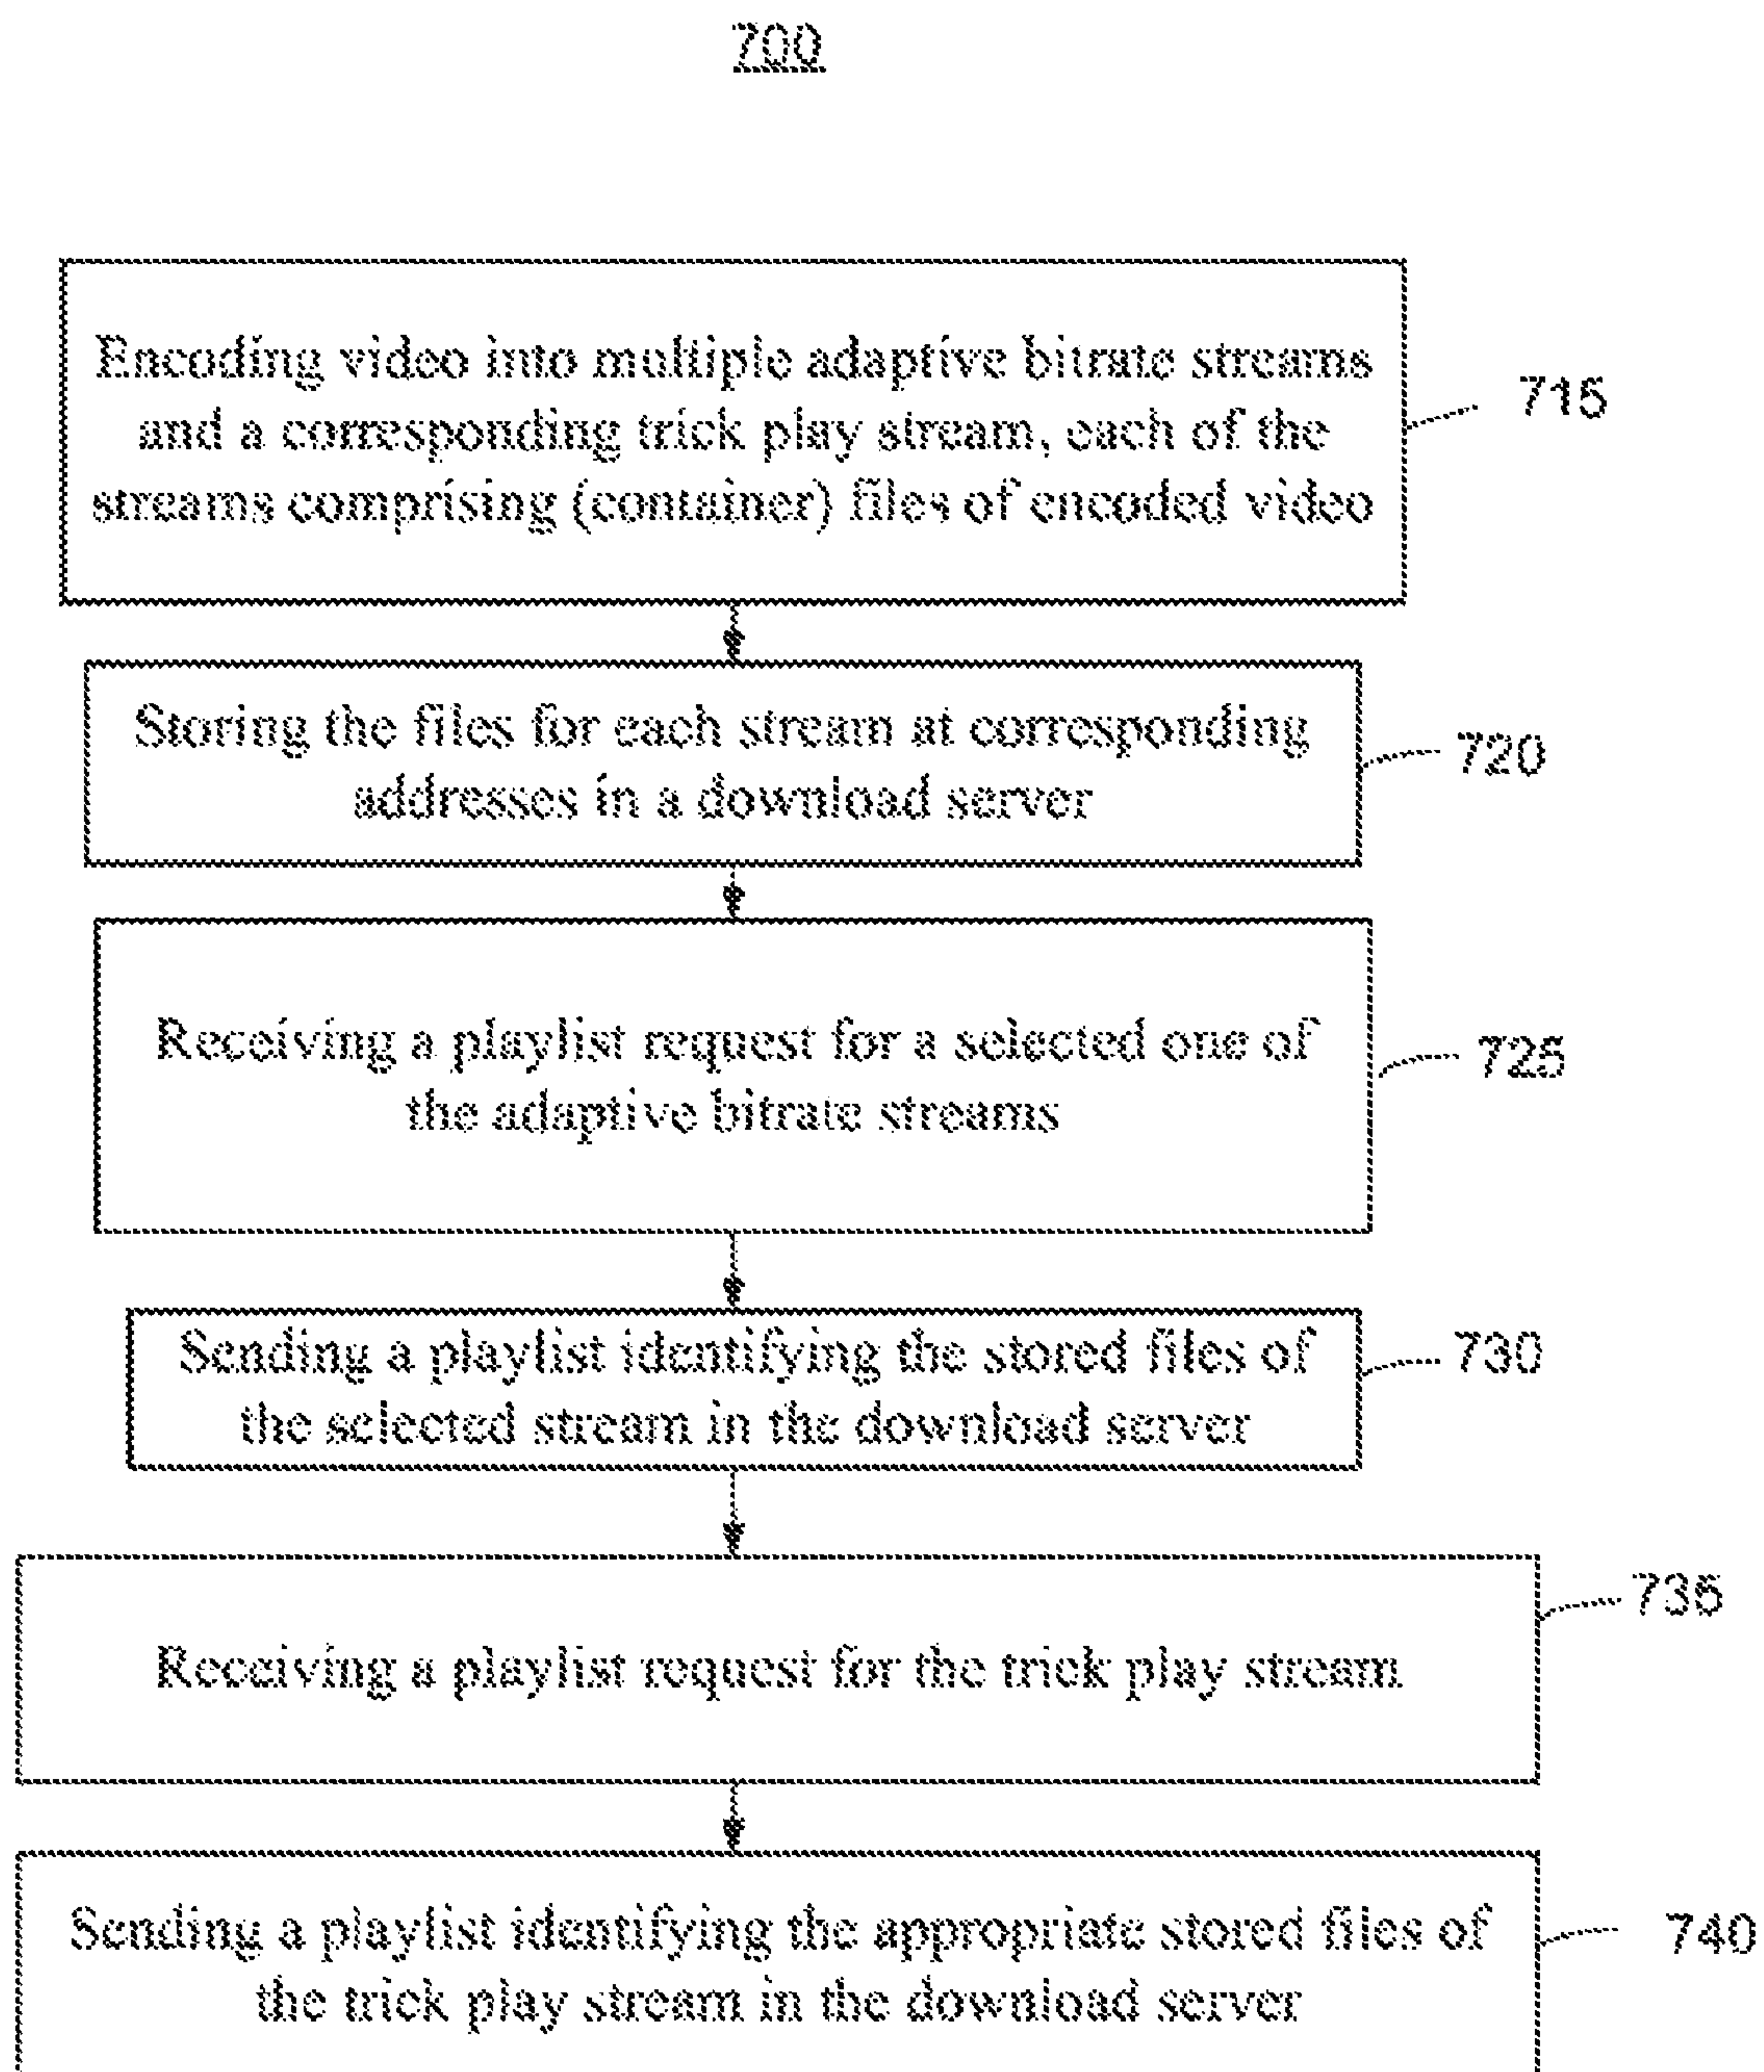 700
Encoding video into multiple adaptive bitrate streams
and a corresponding trick play stream, each of the
streams comprising (container) files of encoded video
715
Storing the files for each stream at corresponding
addresses in a download server
720
Receiving a playlist request for a selected one of
the adaptive bitrate streams
725
Sending a playlist identifying the stored files of
the selected stream in the download server
730
Receiving a playlist request for the trick play stream
735
Sending a playlist identifying the appropriate stored files of
the trick play stream in the download server
740